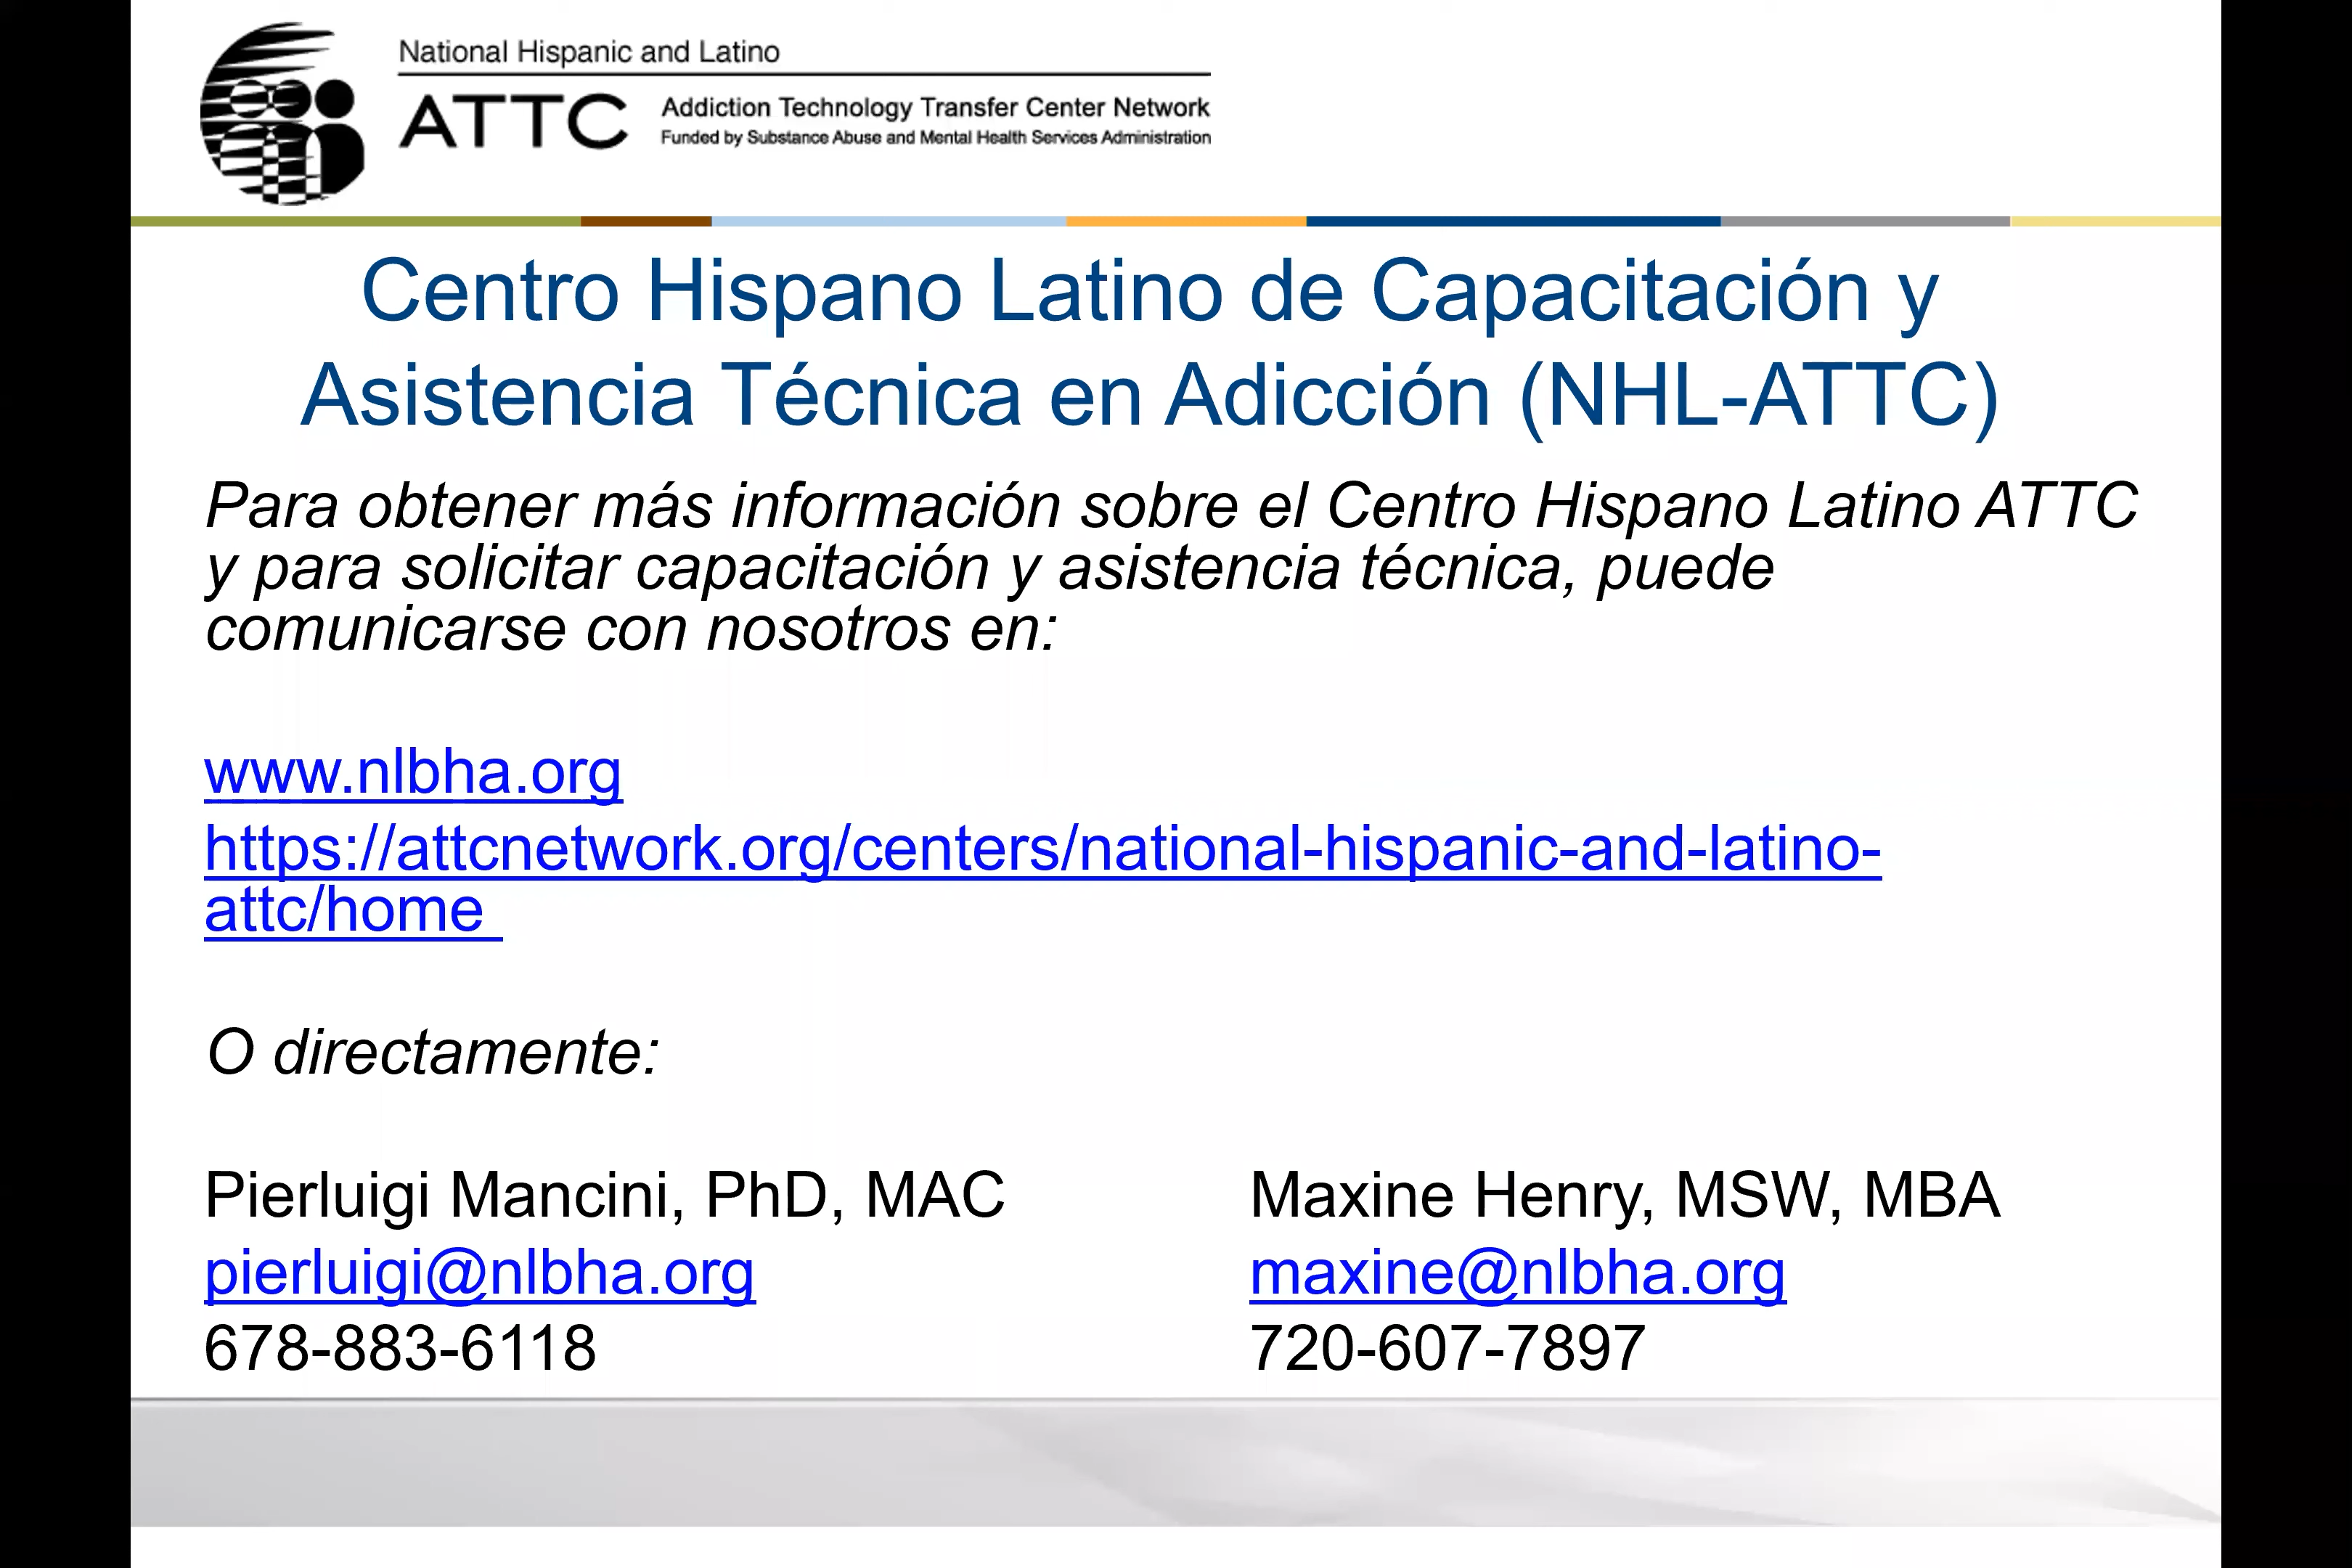 National Hispanic and Latino
ATTC Addiction Technology Transfer Center Network
Funded by Substance Abuse and Mental Health Services Administration
Centro Hispano Latino de Capacitación y
Asistencia Técnica en Adicción (NHL-ATTC)
Para obtener más información sobre el Centro Hispano Latino ATTC
y para solicitar capacitación y asistencia técnica, puede
comunicarse con nosotros en:
www.nlbha.org
https://attcnetwork.org/centers/national-hispanic-and-latino-
attc/home
O directamente:
Pierluigi Mancini, PhD, MAC
pierluigi@nlbha.org
678-883-6118
Maxine Henry, MSW, MBA
maxine@nlbha.org
720-607-7897